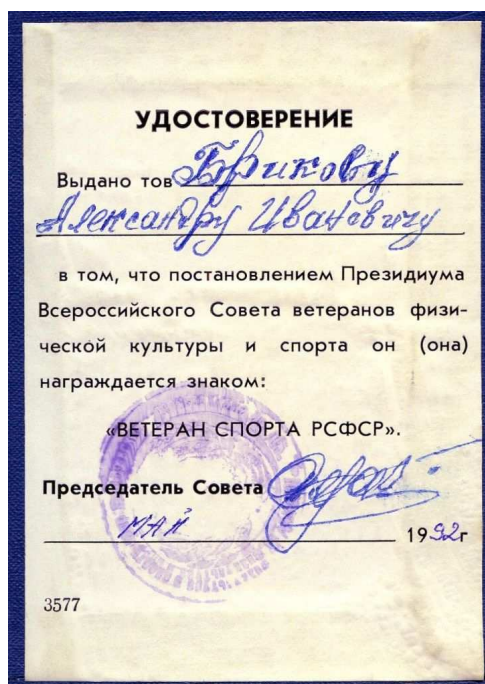 УДОСТОВЕРЕНИЕ
Выдано тов Брикову
Александру Ивановичу
в том, что постановлением Президиума
Всероссийского Совета ветеранов физи-
ческой культуры и спорта он (она)
награждается знаком:
«ВЕТЕРАН СПОРТА РСФСР».
Председатель Совета
май 1992г
3577